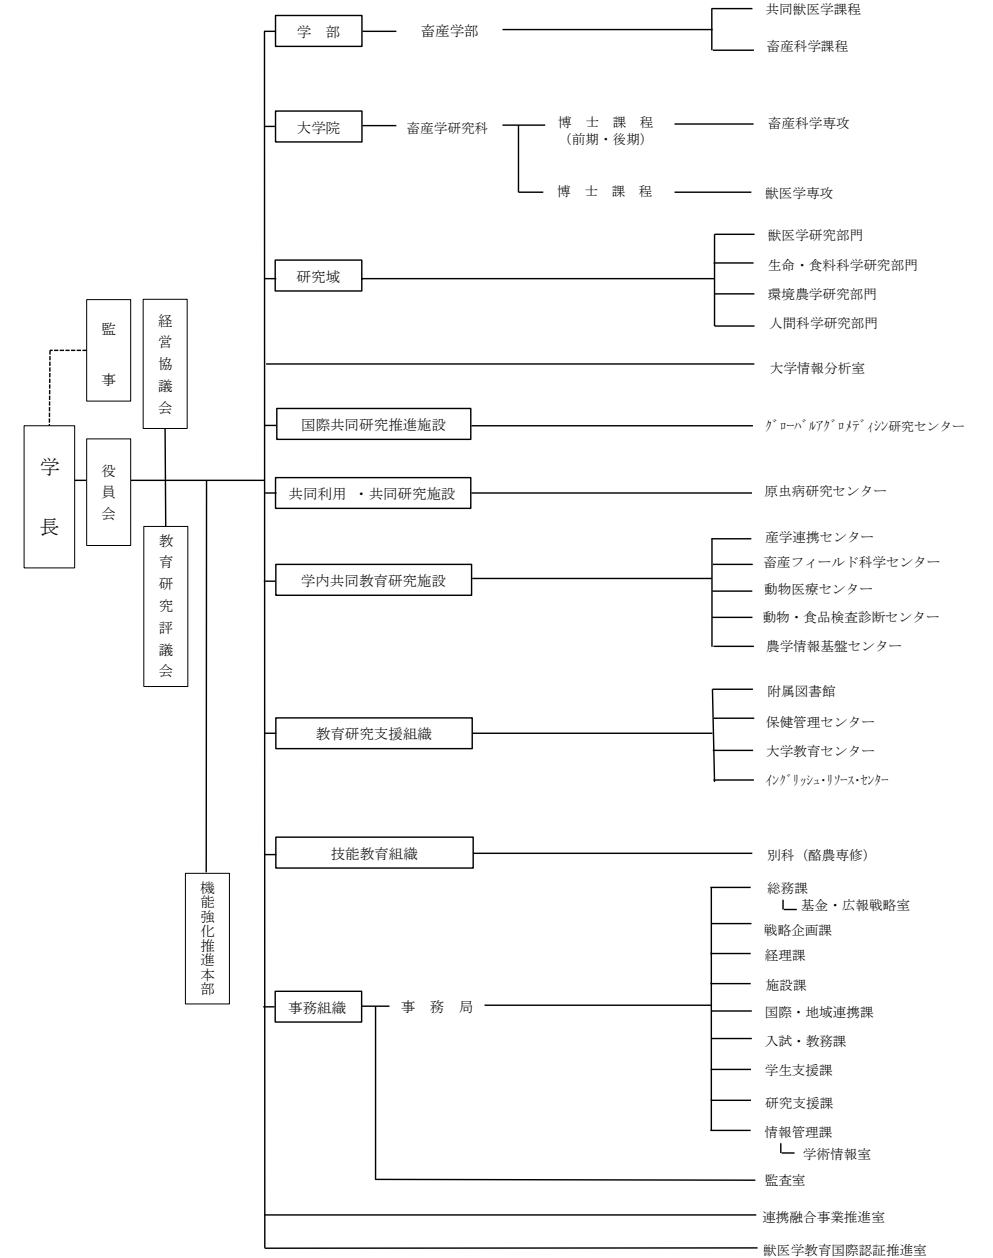 学　部
畜産学部
共同獣医学課程
畜産科学課程
大学院
畜産学研究科
博　士　課　程
（前期・後期）
畜産科学専攻
博　士　課　程
獣医学専攻
研究域
獣医学研究部門
生命・食料科学研究部門
環境農学研究部門
人間科学研究部門
大学情報分析室
監　事
経営協議会
学　長
役員会
教育研究評議会
機能強化推進本部
国際共同研究推進施設
ｸﾞﾛｰﾊﾞﾙｱｸﾞﾛﾒﾃﾞｨｼﾝ研究センター
共同利用 ・共同研究施設
原虫病研究センター
学内共同教育研究施設
産学連携センター
畜産フィールド科学センター
動物医療センター
動物・食品検査診断センター
農学情報基盤センター
教育研究支援組織
附属図書館
保健管理センター
大学教育センター
ｲﾝｸﾞﾘｯｼｭ・ﾘｿｰｽ・ｾﾝﾀｰ
技能教育組織
別科（酪農専修）
事務組織
事　務　局
総務課
基金・広報戦略室
戦略企画課
経理課
施設課
国際・地域連携課
入試・教務課
学生支援課
研究支援課
情報管理課
学術情報室
監査室
連携融合事業推進室
獣医学教育国際認証推進室